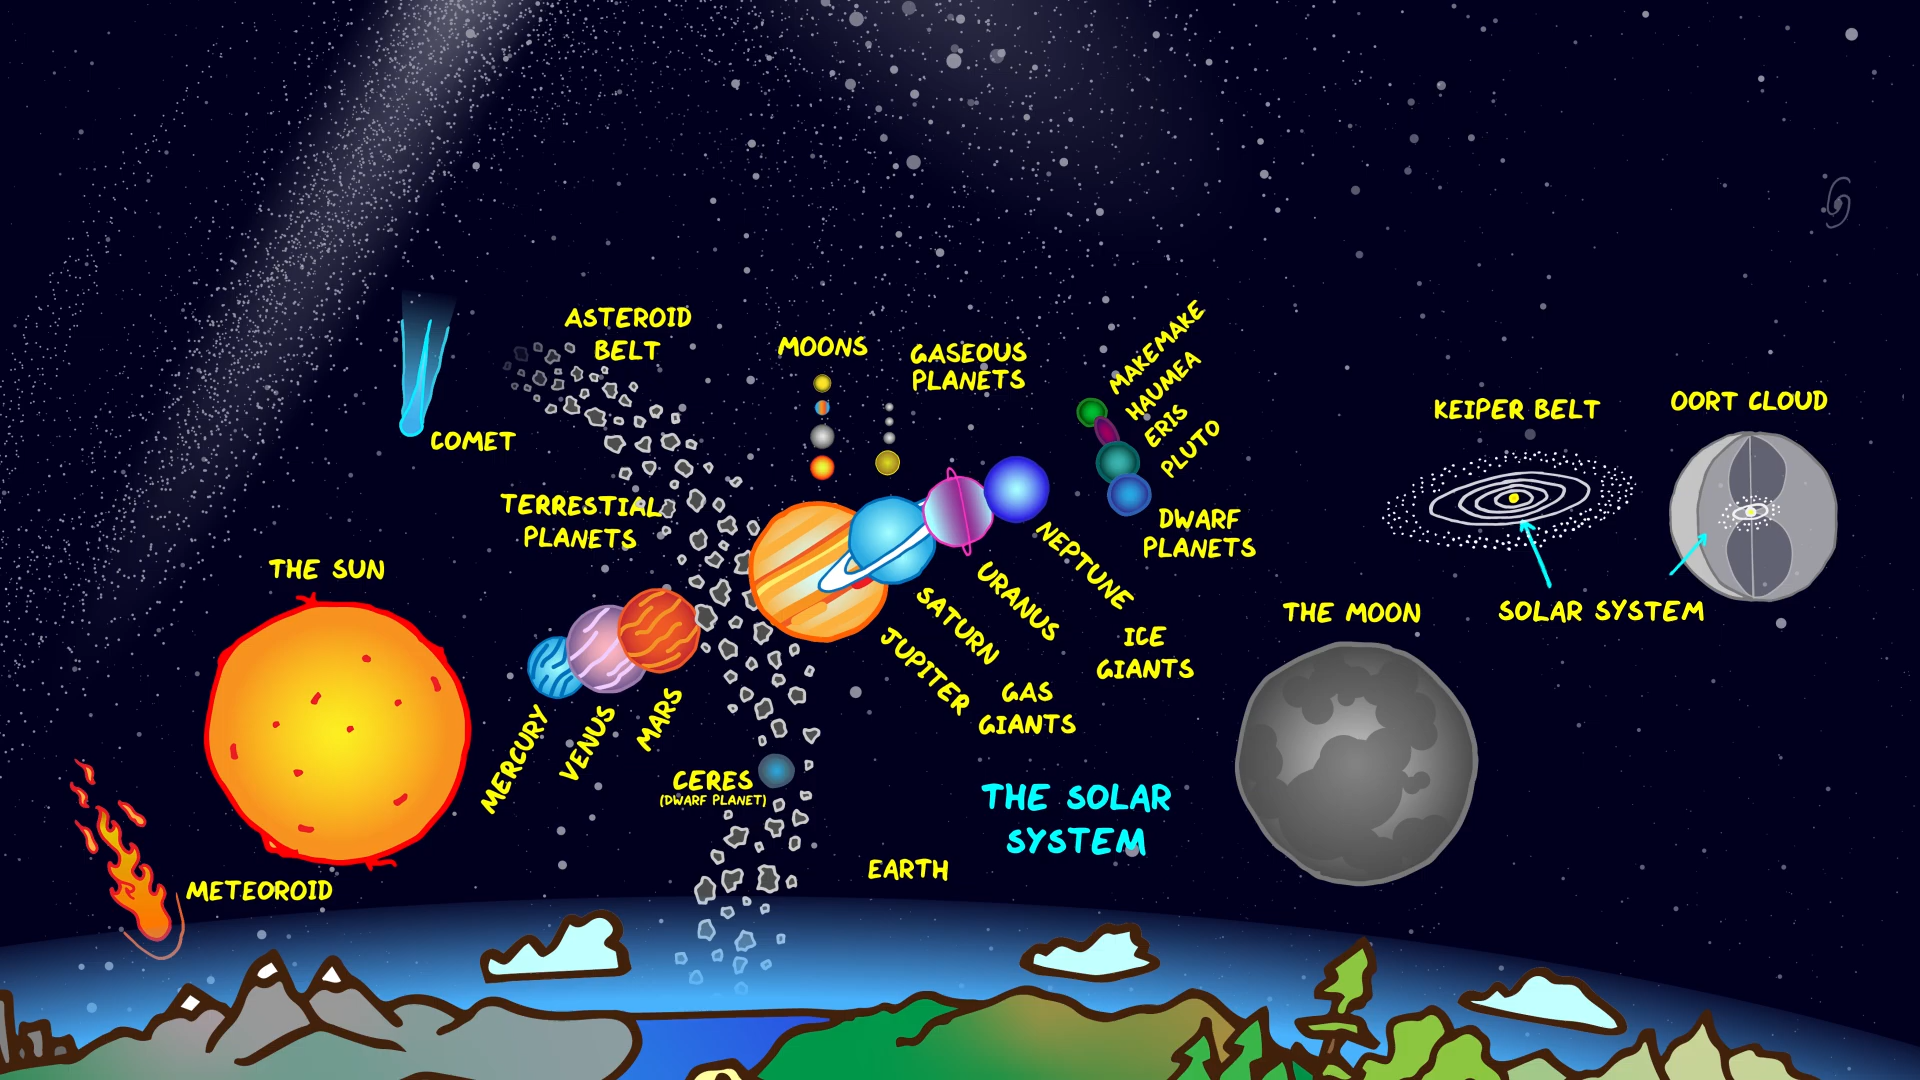 ASTEROID
BELT
MOONS
GASEOUS
PLANETS
MAKEMAKE
HAUMEA
ERIS
PLUTO
DWARF
PLANETS
KEIPER BELT
OORT CLOUD
COMET
TERRESTIAL
PLANETS
THE SUN
NEPTUNE
URANUS
SATURN
JUPITER
ICE
GIANTS
GAS
GIANTS
THE MOON
SOLAR SYSTEM
MERCURY
VENUS
MARS
CERES
(DWARF PLANET)
THE SOLAR
SYSTEM
EARTH
METEOROID